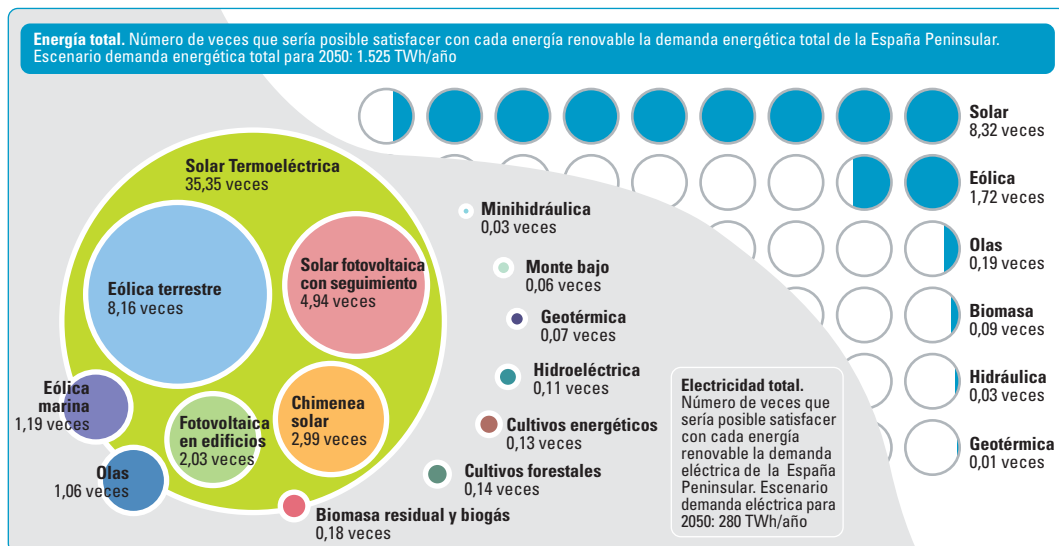 Energía total. Número de veces que sería posible satisfacer con cada energía renovable la demanda energética total de la España Peninsular.
Escenario demanda energética total para 2050: 1.525 TWh/año
Solar
8,32 veces
Eólica
1,72 veces
Olas
0,19 veces
Biomasa
0,09 veces
Hidráulica
0,03 veces
Geotérmica
0,01 veces
Solar Termoeléctrica
35,35 veces
Eólica terrestre
8,16 veces
Solar fotovoltaica
con seguimiento
4,94 veces
Eólica
marina
1,19 veces
Fotovoltaica
en edificios
2,03 veces
Chimenea
solar
2,99 veces
Olas
1,06 veces
Biomasa residual y biogás
0,18 veces
Minihidráulica
0,03 veces
Monte bajo
0,06 veces
Geotérmica
0,07 veces
Hidroeléctrica
0,11 veces
Cultivos energéticos
0,13 veces
Cultivos forestales
0,14 veces
Electricidad total.
Número de veces que
sería posible satisfacer
con cada energía
renovable la demanda
eléctrica de la España
Peninsular. Escenario
demanda eléctrica para
2050: 280 TWh/año